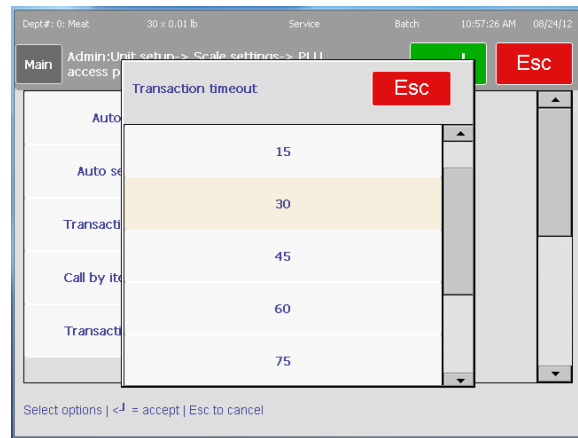 Dept#: 0: Meat 30 x 0.01 lb Service Batch 10:57:26 AM 08/24/12
Main
Admin:Unit setup-> Scale settings-> PLU
access p
Esc
Transaction timeout
Esc
Auto
Auto se
Transacti
Call by ite
Transacti
15
30
45
60
75
Select options | <┘ = accept | Esc to cancel